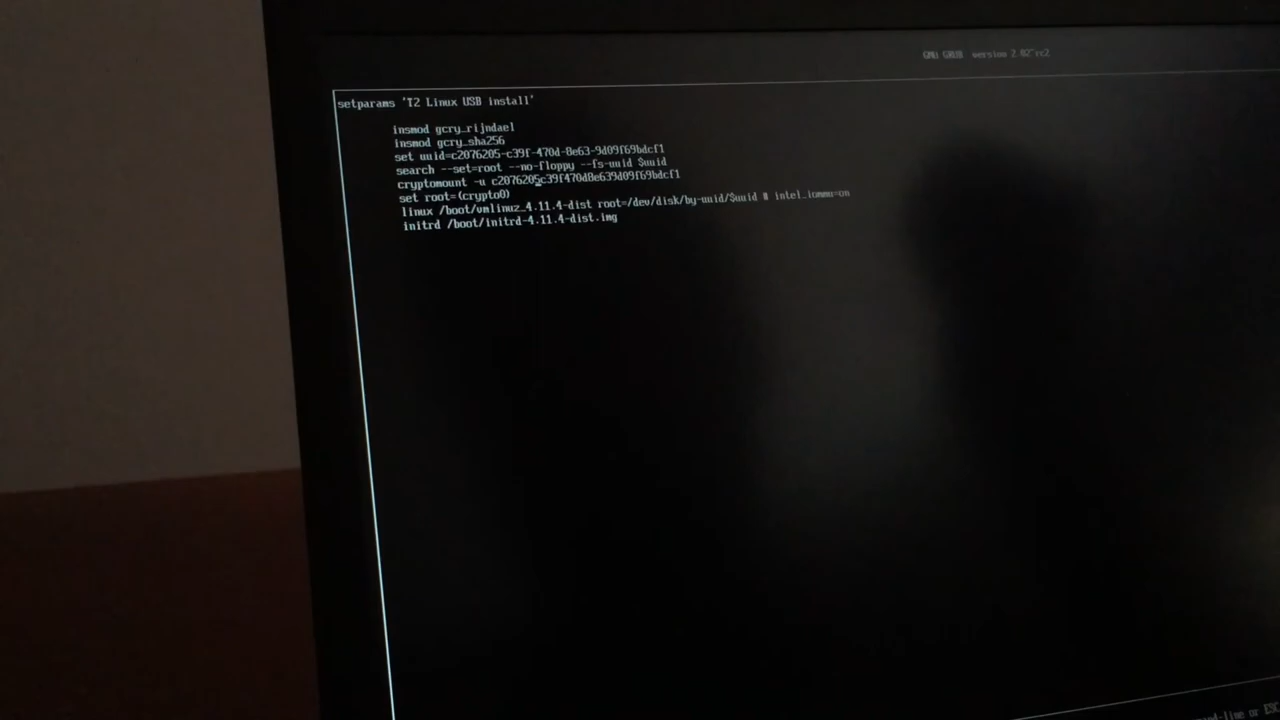 GNU GRUB version 2.02~rc2
setparams 'T2 Linux USB install'
insmod gcry_rijndael
insmod gcry_sha256
set uuid=c2076205-c39f-470d-8e63-9d09f69bdcf1
search --set=root --no-floppy --fs-uuid $uuid
cryptomount -u c2076205c39f470d8e639d09f69bdcf1
set root=(crypto0)
linux /boot/vmlinuz_4.11.4-dist root=/dev/disk/by-uuid/$uuid # intel_iommu=on
initrd /boot/initrd-4.11.4-dist.img
or ESC